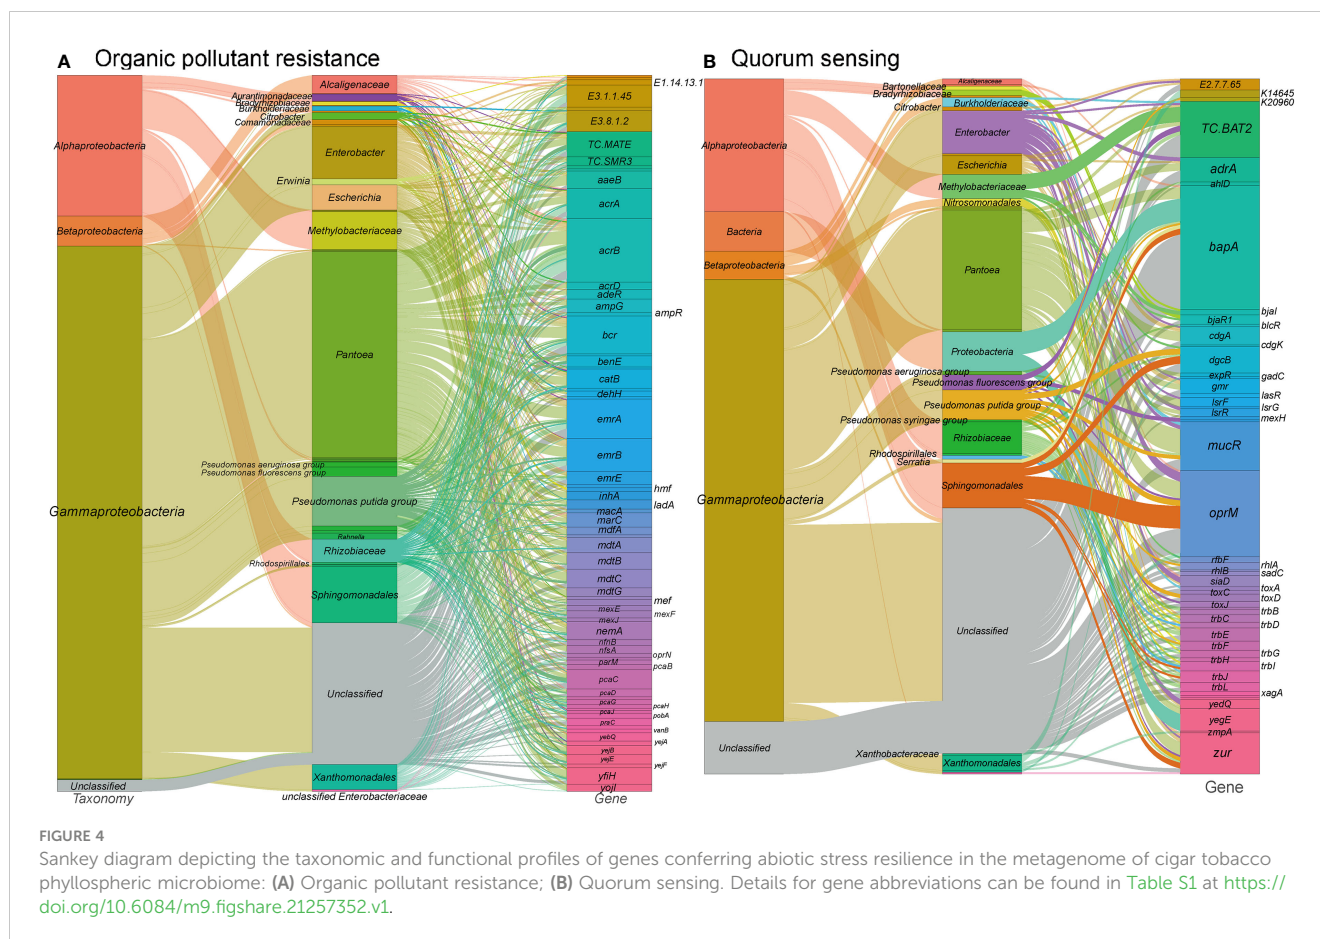 A Organic pollutant resistance
Alphaproteobacteria
Betaproteobacteria
Gammaproteobacteria
Unclassified
Taxonomy
Alcaligenaceae
Aurantimonadaceae
Bradyrhizobiaceae
Burkholderiaceae
Citrobacter
Comamonadaceae
Enterobacter
Erwinia
Escherichia
Methylobacteriaceae
Pantoea
Pseudomonas aeruginosa group
Pseudomonas fluorescens group
Pseudomonas putida group
Rahnella
Rhizobiaceae
Rhodospirillales
Sphingomonadales
Unclassified
Xanthomonadales
unclassified Enterobacteriaceae
E1.14.13.1
E3.1.1.45
E3.8.1.2
TC.MATE
TC.SMR3
aaeB
acrA
acrB
acrD
adeR
ampG
ampR
bcr
benE
catB
dehH
emrA
emrB
emrE
hmf
inhA
ladA
macA
marC
mdfA
mdtA
mdtB
mdtC
mdtG
mef
mexE
mexF
mexJ
nemA
nfnB
nfsA
oprN
parM
pcaB
pcaC
pcaD
pcaG
pcaH
pcaJ
pobA
praC
vanB
yebQ
yejA
yejB
yejE
yejF
yfiH
yojI
Gene
B Quorum sensing
Alphaproteobacteria
Bacteria
Betaproteobacteria
Gammaproteobacteria
Unclassified
Alcaligenaceae
Bartonellaceae
Bradyrhizobiaceae
Burkholderiaceae
Citrobacter
Enterobacter
Escherichia
Methylobacteriaceae
Nitrosomonadales
Pantoea
Proteobacteria
Pseudomonas aeruginosa group
Pseudomonas fluorescens group
Pseudomonas putida group
Pseudomonas syringae group
Rhizobiaceae
Rhodospirillales
Serratia
Sphingomonadales
Unclassified
Xanthobacteraceae
Xanthomonadales
E2.7.7.65
K14645
K20960
TC.BAT2
adrA
ahlD
bapA
bjaI
bjaR1
blcR
cdgA
cdgK
dgcB
expR
gadC
gmr
lasR
lsrF
lsrG
lsrR
mexH
mucR
oprM
rfbF
rhlA
rhlB
sadC
siaD
toxA
toxC
toxD
toxJ
trbB
trbC
trbD
trbE
trbF
trbG
trbH
trbI
trbJ
trbL
xagA
yedQ
yegE
zmpA
zur
Gene
FIGURE 4
Sankey diagram depicting the taxonomic and functional profiles of genes conferring abiotic stress resilience in the metagenome of cigar tobacco
phyllospheric microbiome: (A) Organic pollutant resistance; (B) Quorum sensing. Details for gene abbreviations can be found in Table S1 at https://
doi.org/10.6084/m9.figshare.21257352.v1.